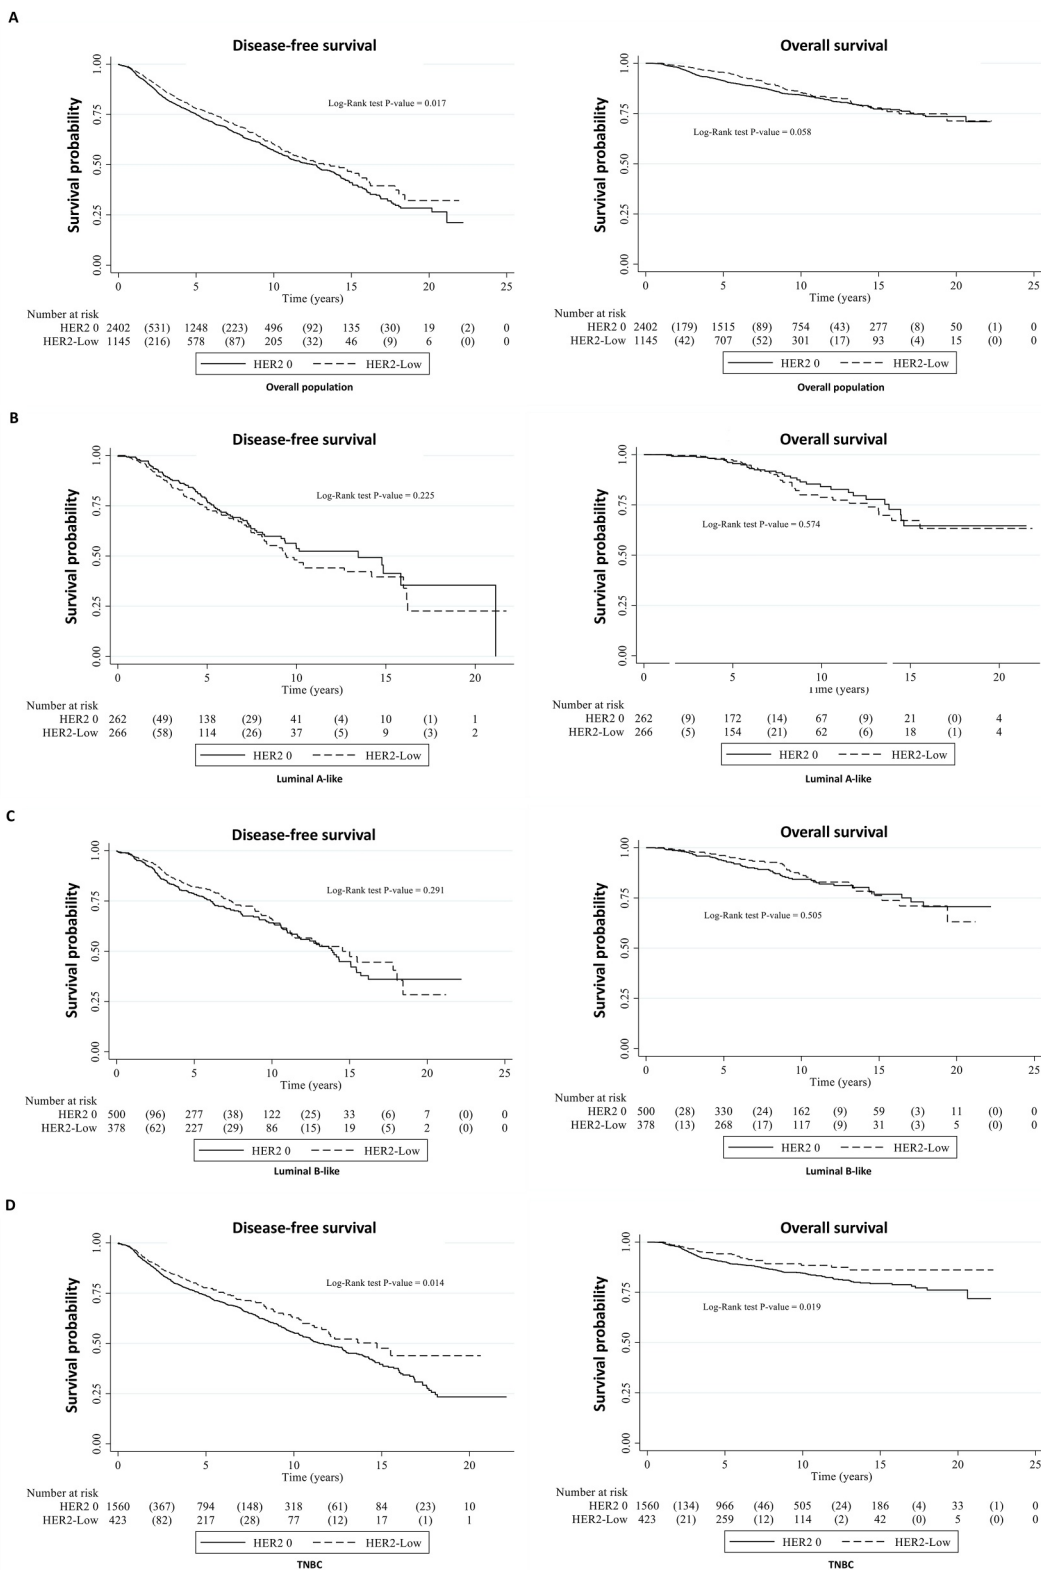 A
Disease-free survival
Survival probability
1.00
0.75
0.50
0.25
0.00
Log-Rank test P-value = 0.017
0 5 10 15 20 25
Time (years)
Number at risk
HER2 0 2402 (531) 1248 (223) 496 (92) 135 (30) 19 (2) 0
HER2-Low 1145 (216) 578 (87) 205 (32) 46 (9) 6 (0) 0
HER2 0 HER2-Low
Overall population
Overall survival
Survival probability
1.00
0.75
0.50
0.25
0.00
Log-Rank test P-value = 0.058
0 5 10 15 20 25
Time (years)
Number at risk
HER2 0 2402 (179) 1515 (89) 754 (43) 277 (8) 50 (1) 0
HER2-Low 1145 (42) 707 (52) 301 (17) 93 (4) 15 (0) 0
HER2 0 HER2-Low
Overall population
B
Disease-free survival
Survival probability
1.00
0.75
0.50
0.25
0.00
Log-Rank test P-value = 0.225
0 5 10 15 20
Time (years)
Number at risk
HER2 0 262 (49) 138 (29) 41 (4) 10 (1) 1
HER2-Low 266 (58) 114 (26) 37 (5) 9 (3) 2
HER2 0 HER2-Low
Luminal A-like
Overall survival
Survival probability
1.00
0.75
0.50
0.25
0.00
Log-Rank test P-value = 0.574
0 5 10 15 20
Time (years)
Number at risk
HER2 0 262 (9) 172 (14) 67 (9) 21 (0) 4
HER2-Low 266 (5) 154 (21) 62 (6) 18 (1) 4
HER2 0 HER2-Low
Luminal A-like
C
Disease-free survival
Survival probability
1.00
0.75
0.50
0.25
0.00
Log-Rank test P-value = 0.291
0 5 10 15 20 25
Time (years)
Number at risk
HER2 0 500 (96) 277 (38) 122 (25) 33 (6) 7 (0) 0
HER2-Low 378 (62) 227 (29) 86 (15) 19 (5) 2 (0) 0
HER2 0 HER2-Low
Luminal B-like
Overall survival
Survival probability
1.00
0.75
0.50
0.25
0.00
Log-Rank test P-value = 0.505
0 5 10 15 20 25
Time (years)
Number at risk
HER2 0 500 (28) 330 (24) 162 (9) 59 (3) 11 (0) 0
HER2-Low 378 (13) 268 (17) 117 (9) 31 (3) 5 (0) 0
HER2 0 HER2-Low
Luminal B-like
D
Disease-free survival
Survival probability
1.00
0.75
0.50
0.25
0.00
Log-Rank test P-value = 0.014
0 5 10 15 20
Time (years)
Number at risk
HER2 0 1560 (367) 794 (148) 318 (61) 84 (23) 10
HER2-Low 423 (82) 217 (28) 77 (12) 17 (1) 1
HER2 0 HER2-Low
TNBC
Overall survival
Survival probability
1.00
0.75
0.50
0.25
0.00
Log-Rank test P-value = 0.019
0 5 10 15 20 25
Time (years)
Number at risk
HER2 0 1560 (134) 966 (46) 505 (24) 186 (4) 33 (1) 0
HER2-Low 423 (21) 259 (12) 114 (2) 42 (0) 5 (0) 0
HER2 0 HER2-Low
TNBC